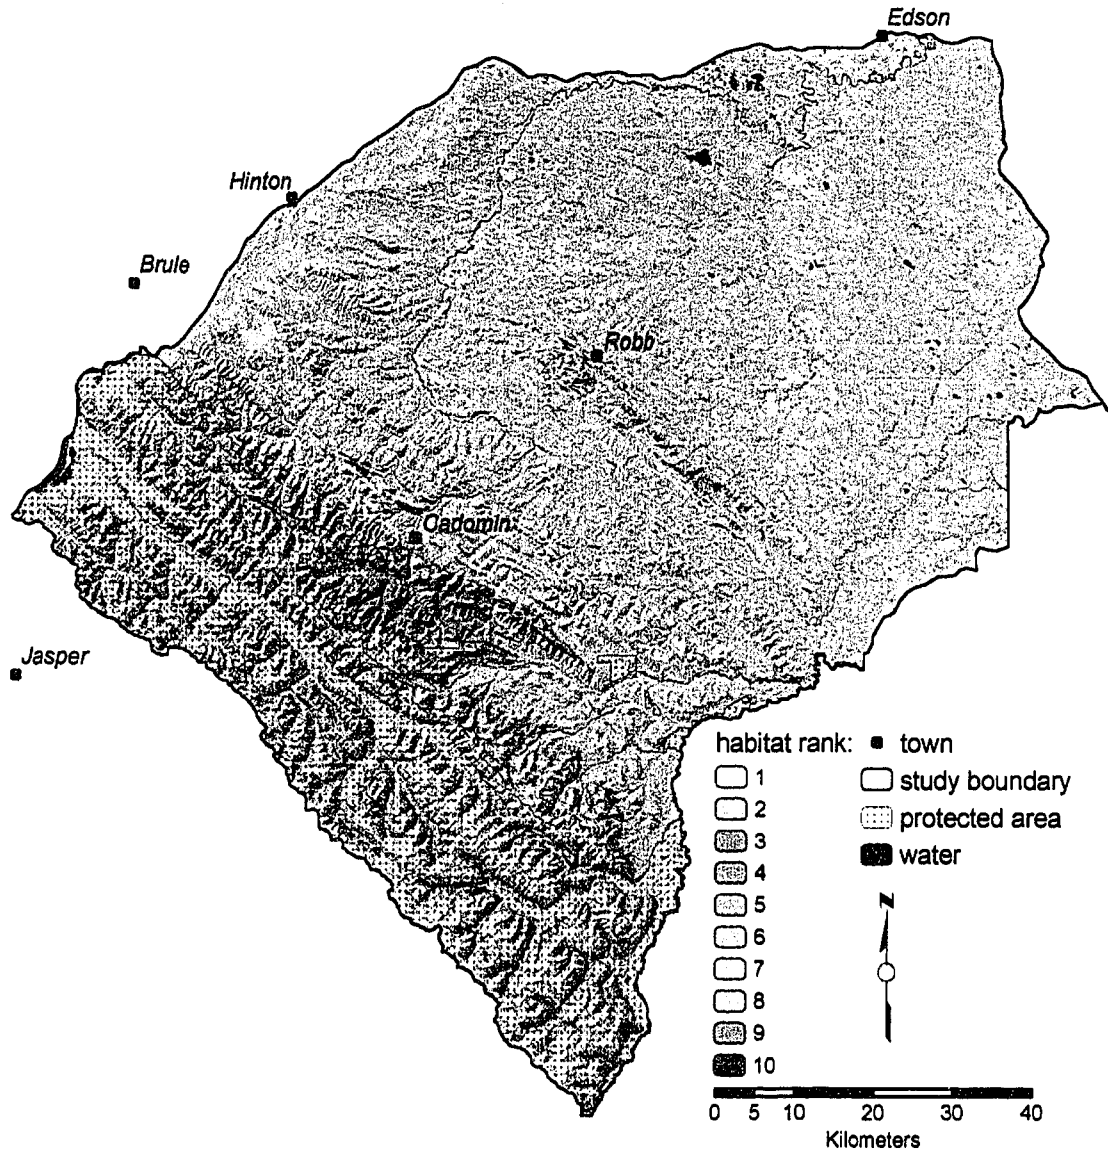 Edson
Hinton
Brule
Robb
Cadomin
Jasper
habitat rank:
1
2
3
4
5
6
7
8
9
10
town
study boundary
protected area
water
N
0 5 10 20 30 40
Kilometers